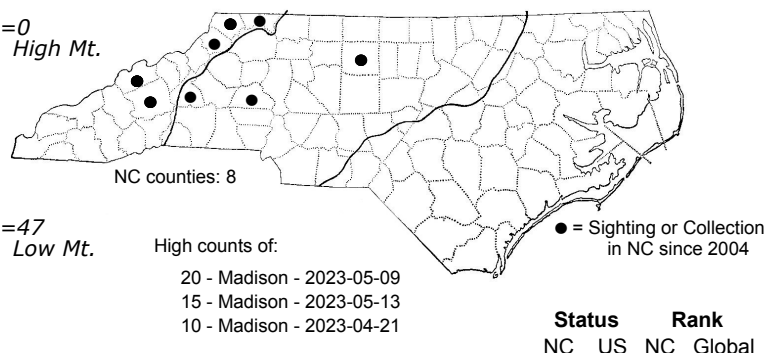 =0
High Mt.
NC counties: 8
=47
Low Mt.
High counts of:
20 - Madison - 2023-05-09
15 - Madison - 2023-05-13
10 - Madison - 2023-04-21
● = Sighting or Collection
in NC since 2004
Status Rank
NC US NC Global